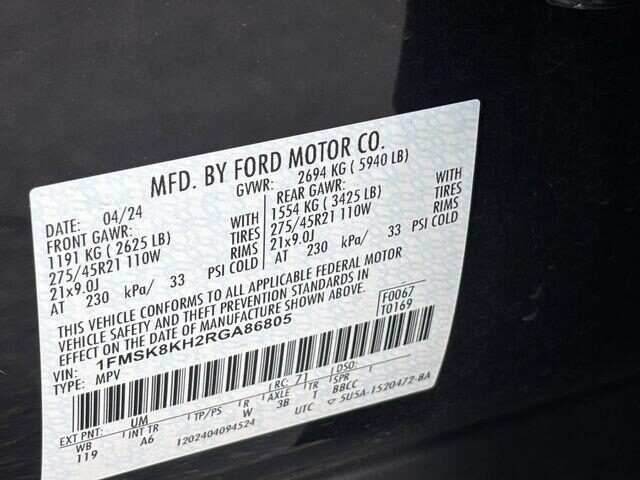 MFD. BY FORD MOTOR CO.
DATE: 04/24 GVWR: 2694 KG ( 5940 LB)
FRONT GAWR: WITH REAR GAWR: WITH
1191 KG ( 2625 LB) TIRES 1554 KG ( 3425 LB) TIRES
275/45R21 110W RIMS 275/45R21 110W RIMS
21x9.0J 21x9.0J
AT 230 kPa/ 33 PSI COLD AT 230 kPa/ 33 PSI COLD
THIS VEHICLE CONFORMS TO ALL APPLICABLE FEDERAL MOTOR
VEHICLE SAFETY AND THEFT PREVENTION STANDARDS IN
EFFECT ON THE DATE OF MANUFACTURE SHOWN ABOVE.
VIN: 1FMSK8KH2RGA86805 F0067
TYPE: MPV T0169
EXT PNT: UM RC: 71 DSO:
WB INT TR TP/PS R AXLE TR SPR
119 A6 W 3B T BBCC
1202404094524 UTC ▽ 5U5A-1520472-BA